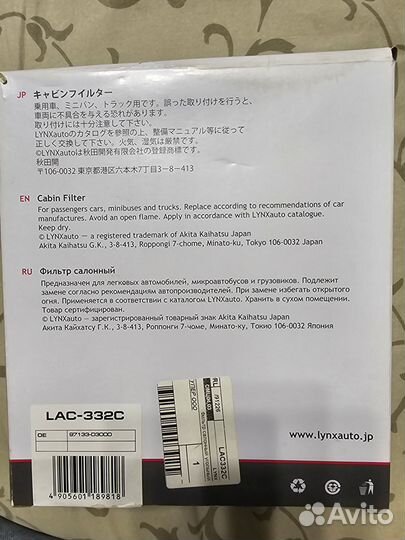 JP キャビンフイルター
乗用車、ミニバン、トラック用です。誤った取り付けを行うと、
車両に不具合を与える恐れがあります。
取り付けには十分注意して下さい。
LYNXautoのカタログを参照の上、整備マニュアル等に従って
正しく交換して下さい。火気、湿気は厳禁です。
©LYNXautoは秋田開発有限会社の登録商標です。
秋田開
〒106-0032 東京都港区六本木7丁目3−8−413
EN Cabin Filter
For passengers cars, minibuses and trucks. Replace according to recommendations of car
manufactures. Avoid an open flame. Apply in accordance with LYNXauto catalogue.
Keep dry.
© LYNXauto — a registered trademark of Akita Kaihatsu Japan
Akita Kaihatsu G.K., 3-8-413, Roppongi 7-chome, Minato-ku, Tokyo 106-0032, Japan
RU Фильтр салонный
Предназначен для легковых автомобилей, микроавтобусов и грузовиков. Подлежит
замене согласно рекомендациям автопроизводителей. При замене избегать открытого
огня. Применяется в соответствии с каталогом LYNXauto. Хранить в сухом помещении.
Товар сертифицирован.
© LYNXauto — зарегистрированный товарный знак Akita Kaihatsu Japan
Акита Кайхатсу Г.К., 3-8-413, Роппонги 7-чоме, Минато-ку, Токио 106-0032 Япония
LAC-332C
OE 97133-D3000
4 905601 189818
LAC332C
LYNX
1
www.lynxauto.jp
Avito